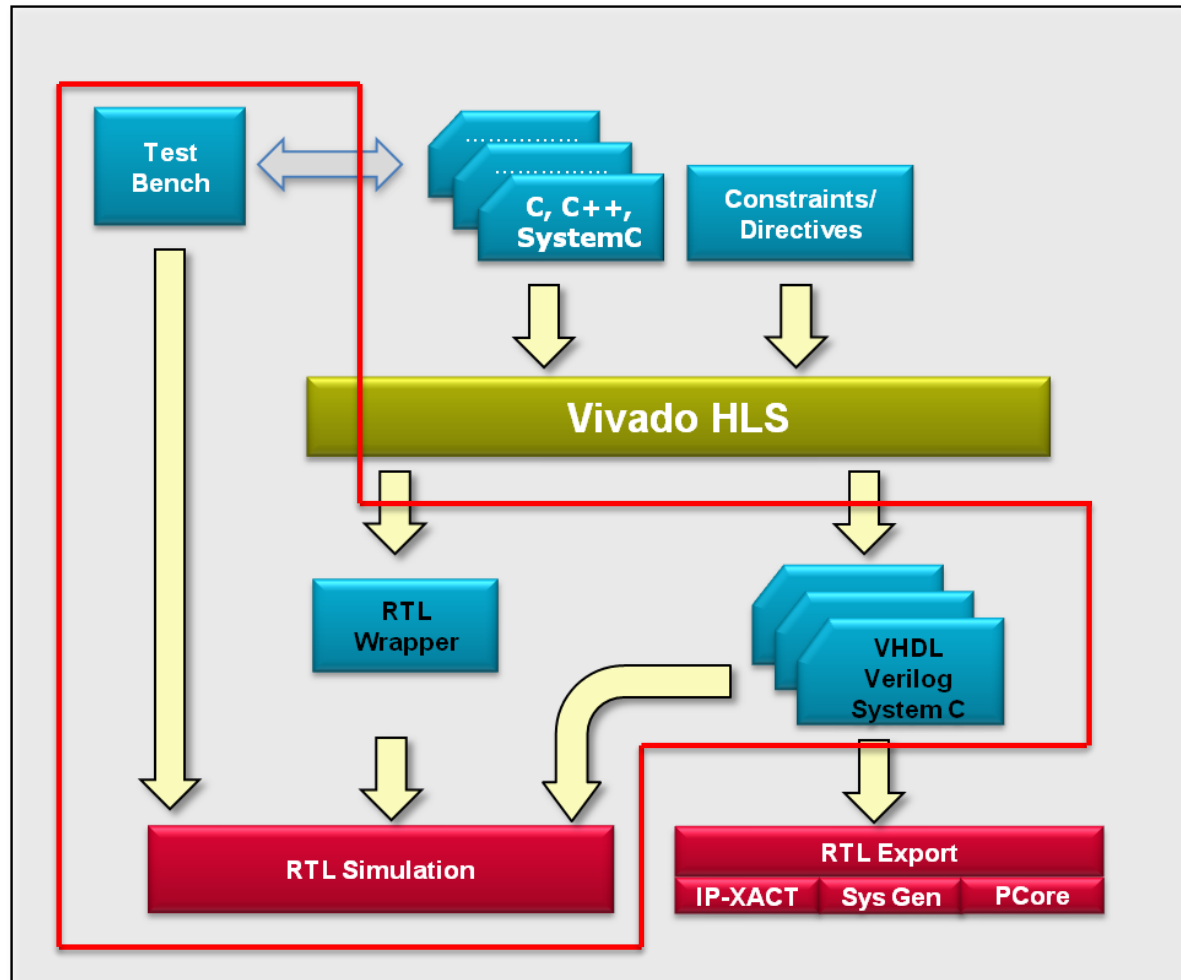 Test
Bench
……………
……………
C, C++,
SystemC
Constraints/
Directives
Vivado HLS
RTL
Wrapper
VHDL
Verilog
System C
RTL Simulation
RTL Export
IP-XACT
Sys Gen
PCore